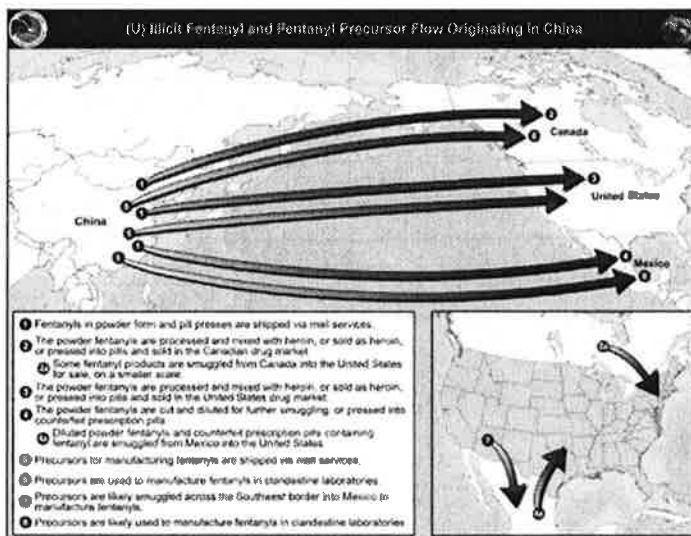 (U) Illicit Fentanyl and Fentanyl Precursor Flow Originating In China
Canada
United States
China
Mexico
1 Fentanyls in powder form and pill presses are shipped via mail services.
2 The powder fentanyls are processed and mixed with heroin, or sold as heroin,
or pressed into pills and sold in the Canadian drug market.
2a Some fentanyl products are smuggled from Canada into the United States
for sale, on a smaller scale.
3 The powder fentanyls are processed and mixed with heroin, or sold as heroin,
or pressed into pills and sold in the United States drug market.
4 The powder fentanyls are cut and diluted for further smuggling, or pressed into
counterfeit prescription pills.
4a Diluted powder fentanyls and counterfeit prescription pills containing
fentanyl are smuggled from Mexico into the United States.
Precursors for manufacturing fentanyls are shipped via mail services.
Precursors are used to manufacture fentanyl in clandestine laboratories.
Precursors are likely smuggled across the Southwest border into Mexico to
manufacture fentanyls.
8 Precursors are likely used to manufacture fentanyls in clandestine laboratories